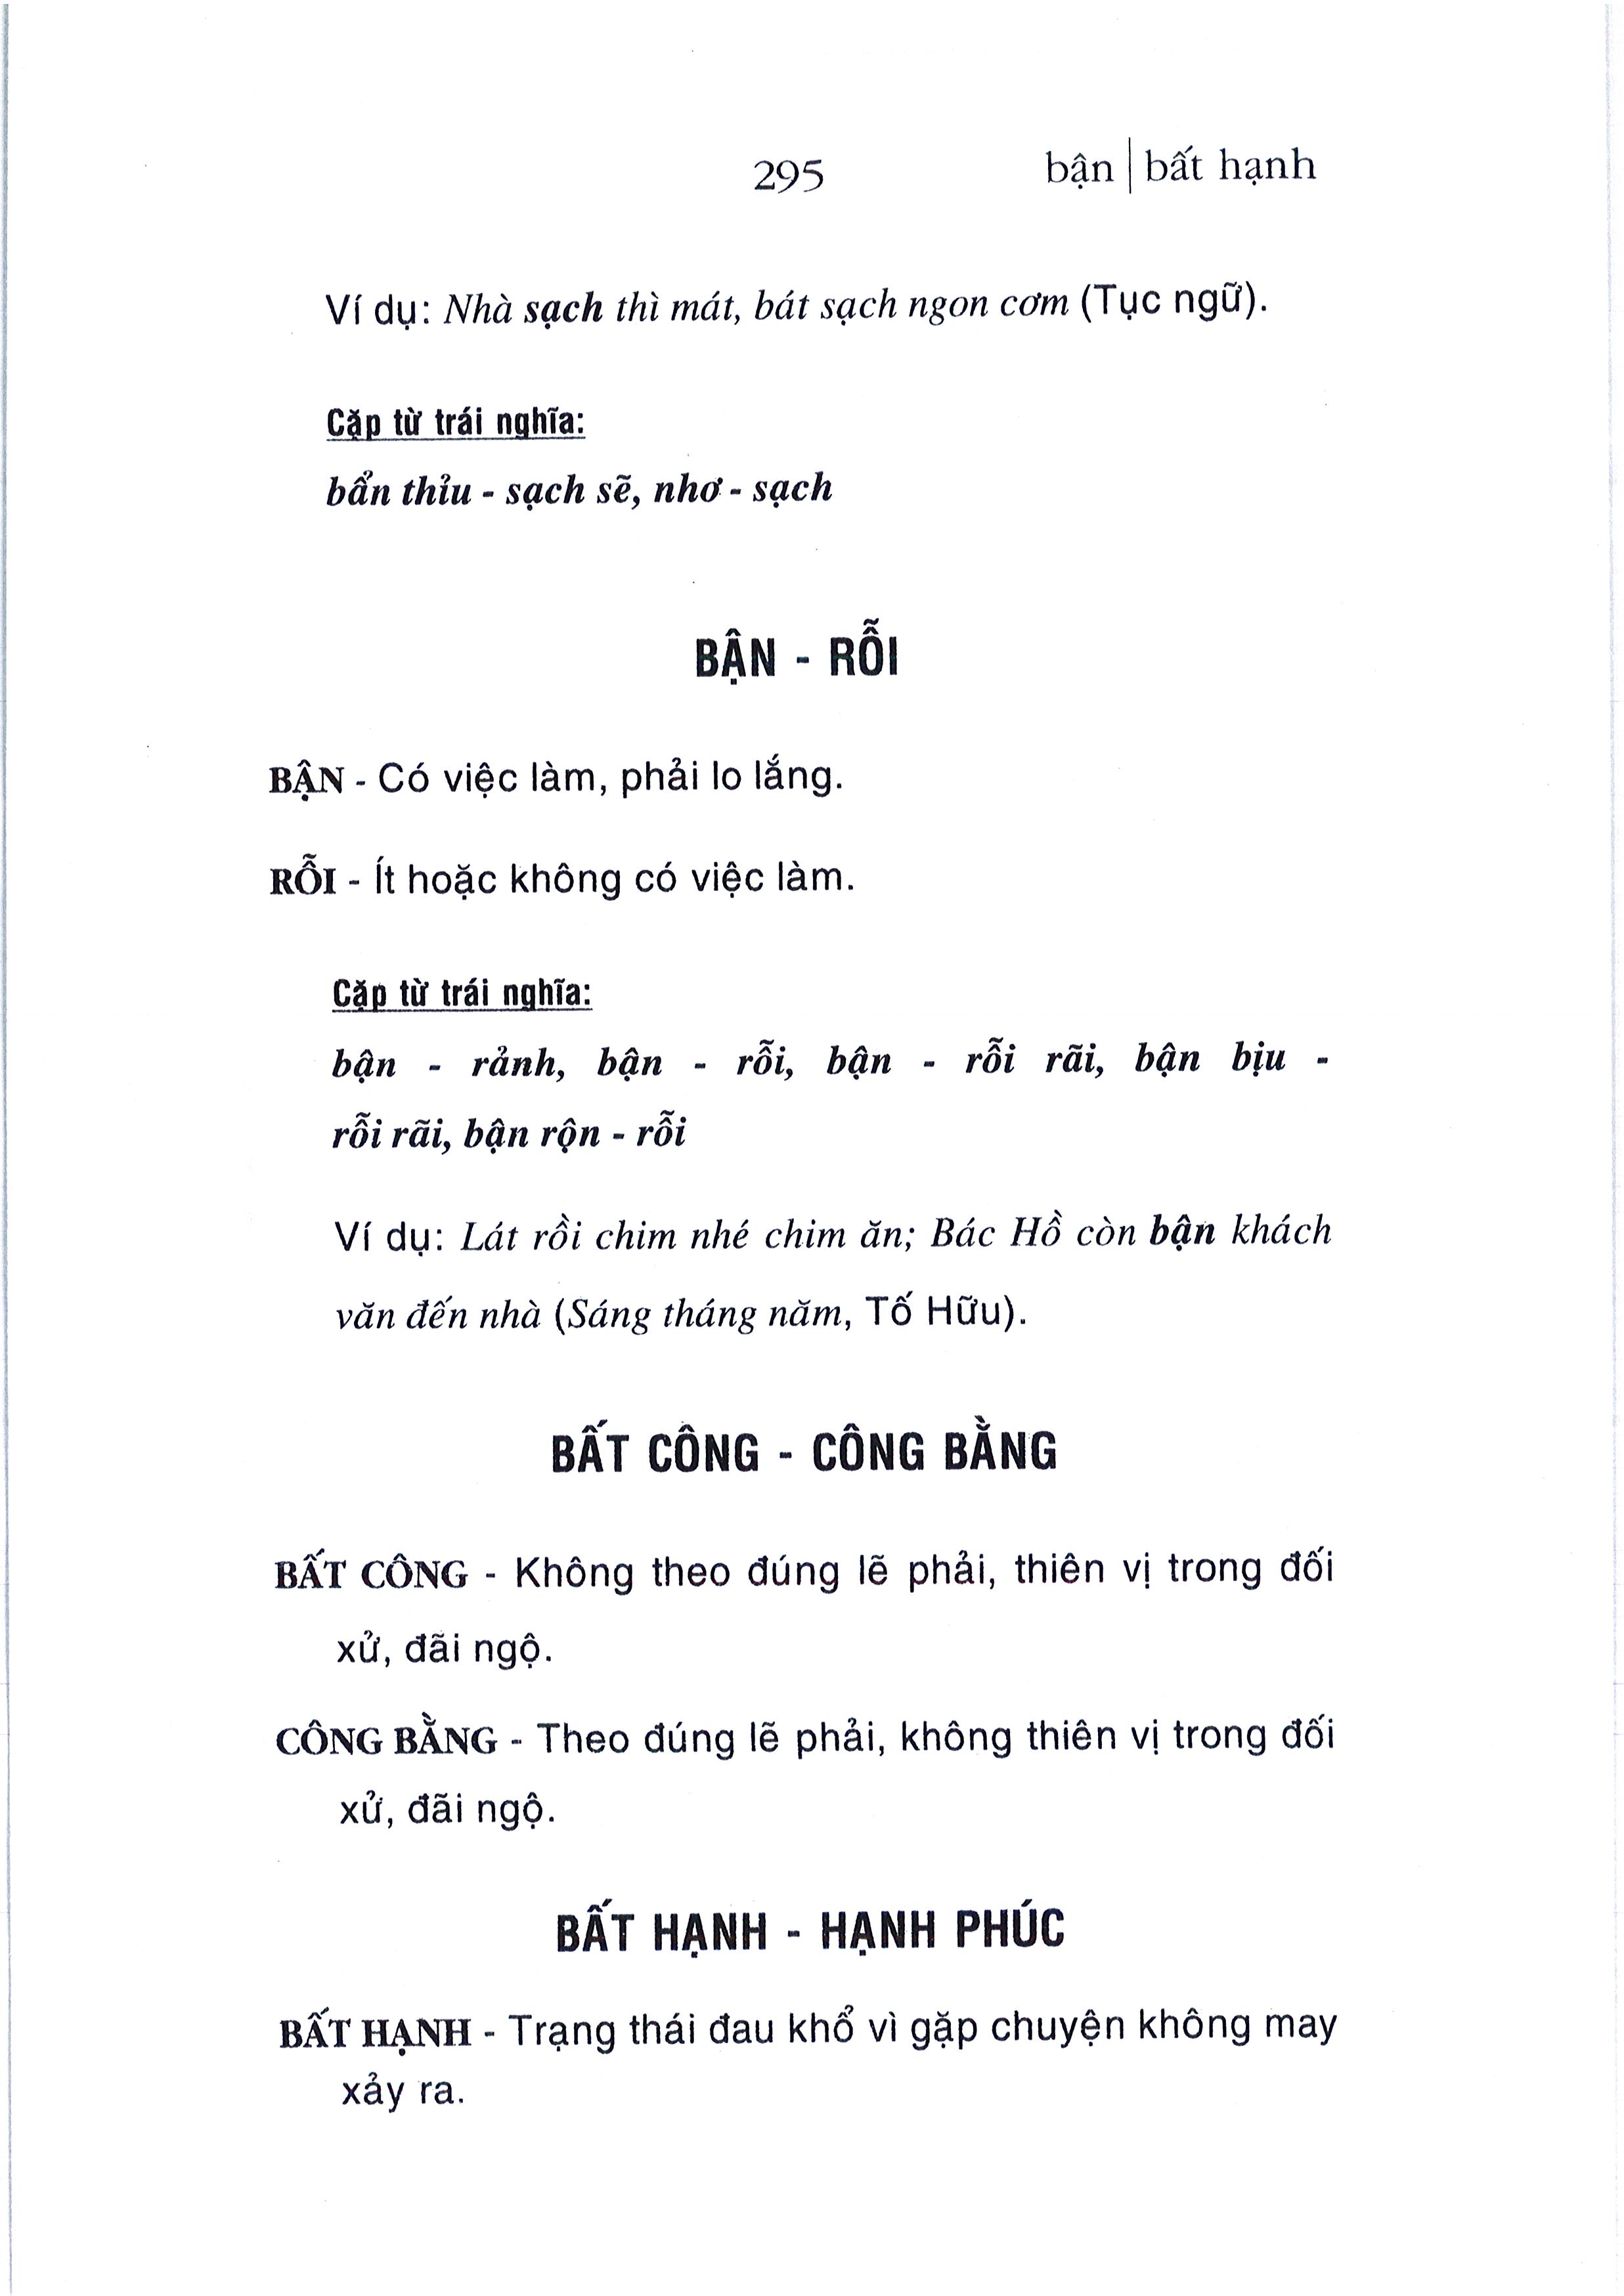 295 bận | bất hạnh
Ví dụ: Nhà sạch thì mát, bát sạch ngon cơm (Tục ngữ).
Cặp từ trái nghĩa:
bẩn thỉu - sạch sẽ, nhơ - sạch
BẬN - RỖI
BẬN - Có việc làm, phải lo lắng.
RỖI - Ít hoặc không có việc làm.
Cặp từ trái nghĩa:
bận - rảnh, bận - rỗi, bận - rỗi rãi, bận bịu -
rỗi rãi, bận rộn - rỗi
Ví dụ: Lát rồi chim nhé chim ăn; Bác Hồ còn bận khách
văn đến nhà (Sáng tháng năm, Tố Hữu).
BẤT CÔNG - CÔNG BẰNG
BẤT CÔNG - Không theo đúng lẽ phải, thiên vị trong đối
xử, đãi ngộ.
CÔNG BẰNG - Theo đúng lẽ phải, không thiên vị trong đối
xử, đãi ngộ.
BẤT HẠNH - HẠNH PHÚC
BẤT HẠNH - Trạng thái đau khổ vì gặp chuyện không may
xảy ra.